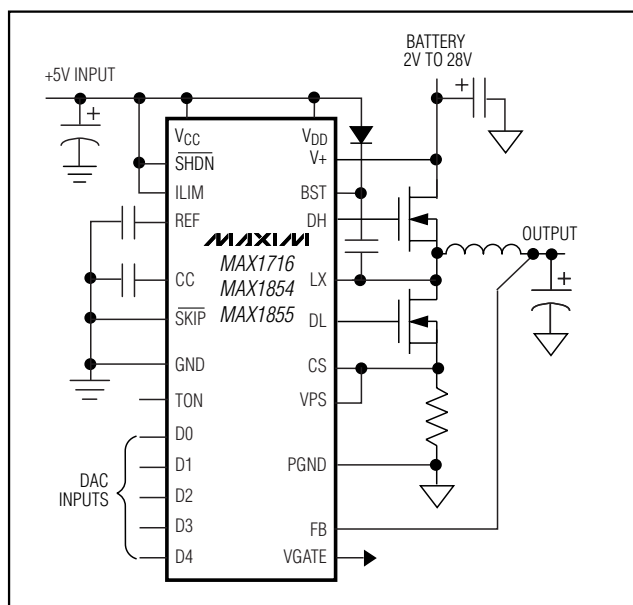 BATTERY
2V TO 28V
+
+5V INPUT
+
VCC
VDD
SHDN
V+
ILIM
BST
REF
DH
OUTPUT
MAXIM
MAX1716
MAX1854
MAX1855
+
CC
LX
SKIP
DL
GND
CS
TON
VPS
D0
D1
DAC
INPUTS
PGND
D2
D3
FB
D4
VGATE